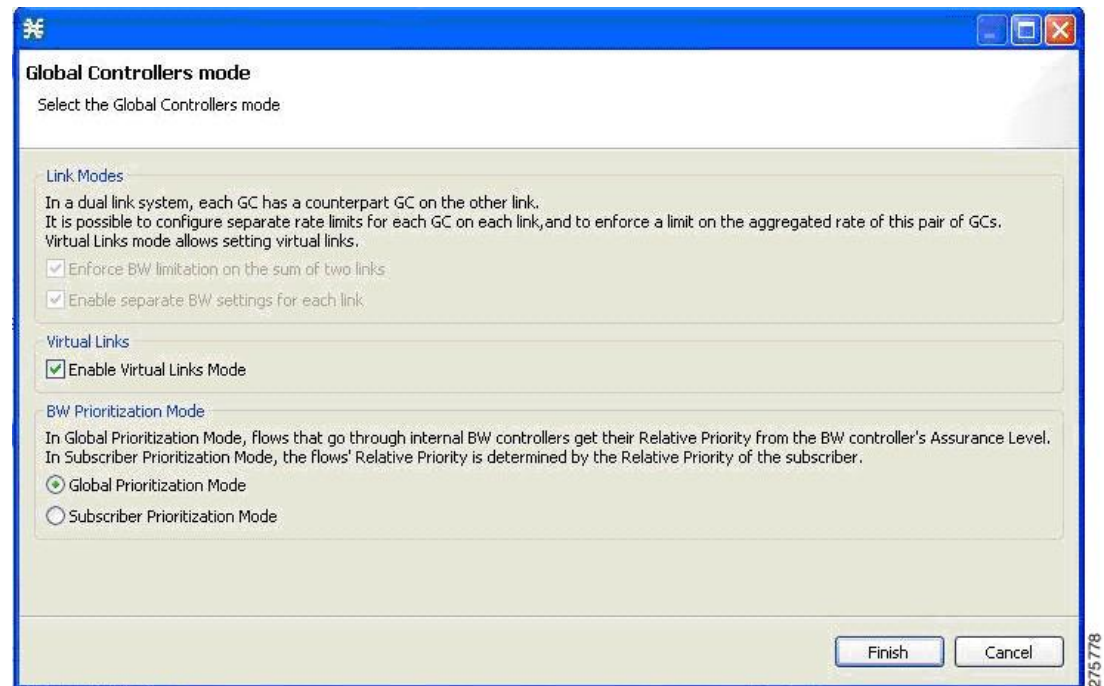 Global Controllers mode
Select the Global Controllers mode
Link Modes
In a dual link system, each GC has a counterpart GC on the other link.
It is possible to configure separate rate limits for each GC on each link,and to enforce a limit on the aggregated rate of this pair of GCs.
Virtual Links mode allows setting virtual links.
Enforce BW limitation on the sum of two links
Enable separate BW settings for each link
Virtual Links
Enable Virtual Links Mode
BW Prioritization Mode
In Global Prioritization Mode, flows that go through internal BW controllers get their Relative Priority from the BW controller's Assurance Level.
In Subscriber Prioritization Mode, the flows' Relative Priority is determined by the Relative Priority of the subscriber.
Global Prioritization Mode
Subscriber Prioritization Mode
Finish
Cancel
275778